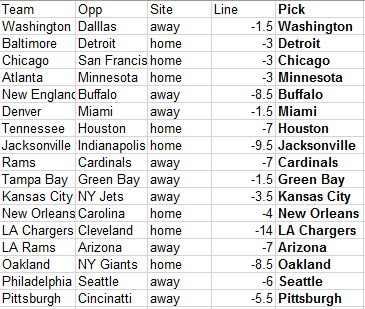 Team Opp Site Line Pick
Washington Dalllas away -1.5 Washington
Baltimore Detroit home -3 Detroit
Chicago San Francis home -3 Chicago
Atlanta Minnesota home -3 Minnesota
New England Buffalo away -8.5 Buffalo
Denver Miami away -1.5 Miami
Tennessee Houston home -7 Houston
Jacksonville Indianapolis home -9.5 Jacksonville
Rams Cardinals away -7 Cardinals
Tampa Bay Green Bay away -1.5 Green Bay
Kansas City NY Jets away -3.5 Kansas City
New Orleans Carolina home -4 New Orleans
LA Chargers Cleveland home -14 LA Chargers
LA Rams Arizona away -7 Arizona
Oakland NY Giants home -8.5 Oakland
Philadelphia Seattle away -6 Seattle
Pittsburgh Cincinatti away -5.5 Pittsburgh